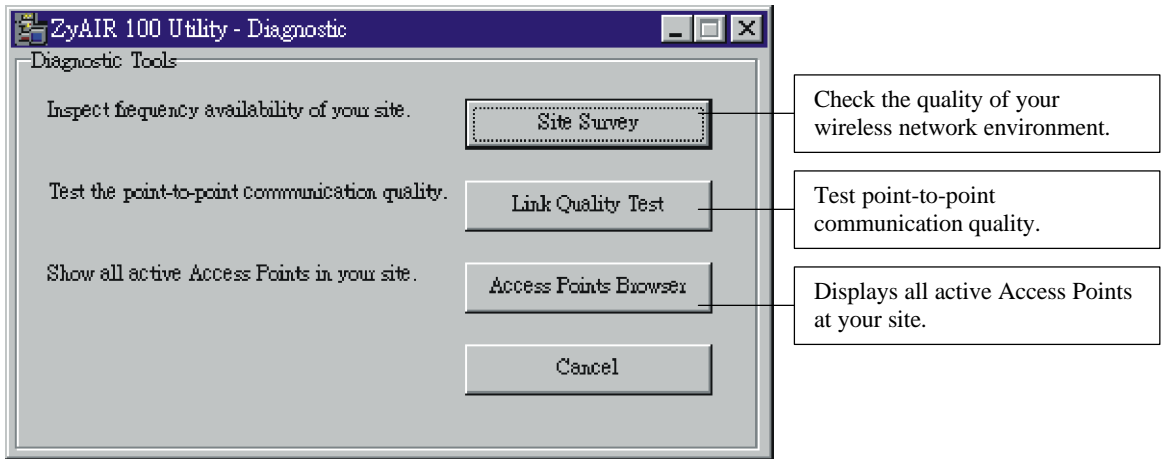 ZyAIR 100 Utility - Diagnostic
Diagnostic Tools
Inspect frequency availability of your site.
Site Survey
Check the quality of your
wireless network environment.
Test the point-to-point communication quality.
Link Quality Test
Test point-to-point
communication quality.
Show all active Access Points in your site.
Access Points Browser
Displays all active Access Points
at your site.
Cancel